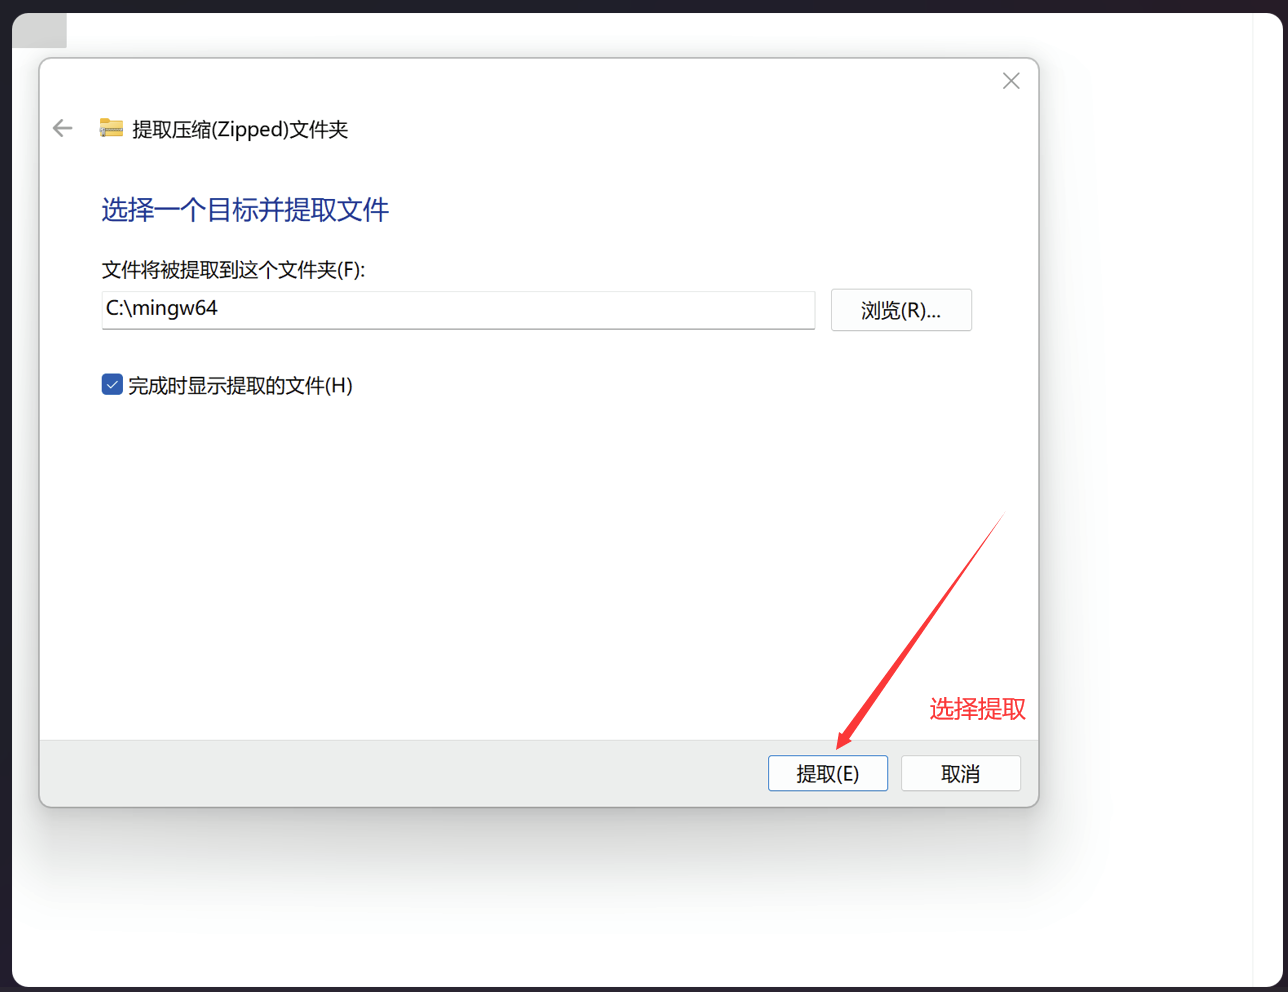 提取压缩(Zipped)文件夹
选择一个目标并提取文件
文件将被提取到这个文件夹(F):
C:\mingw64
浏览(R)...
完成时显示提取的文件(H)
选择提取
提取(E)
取消